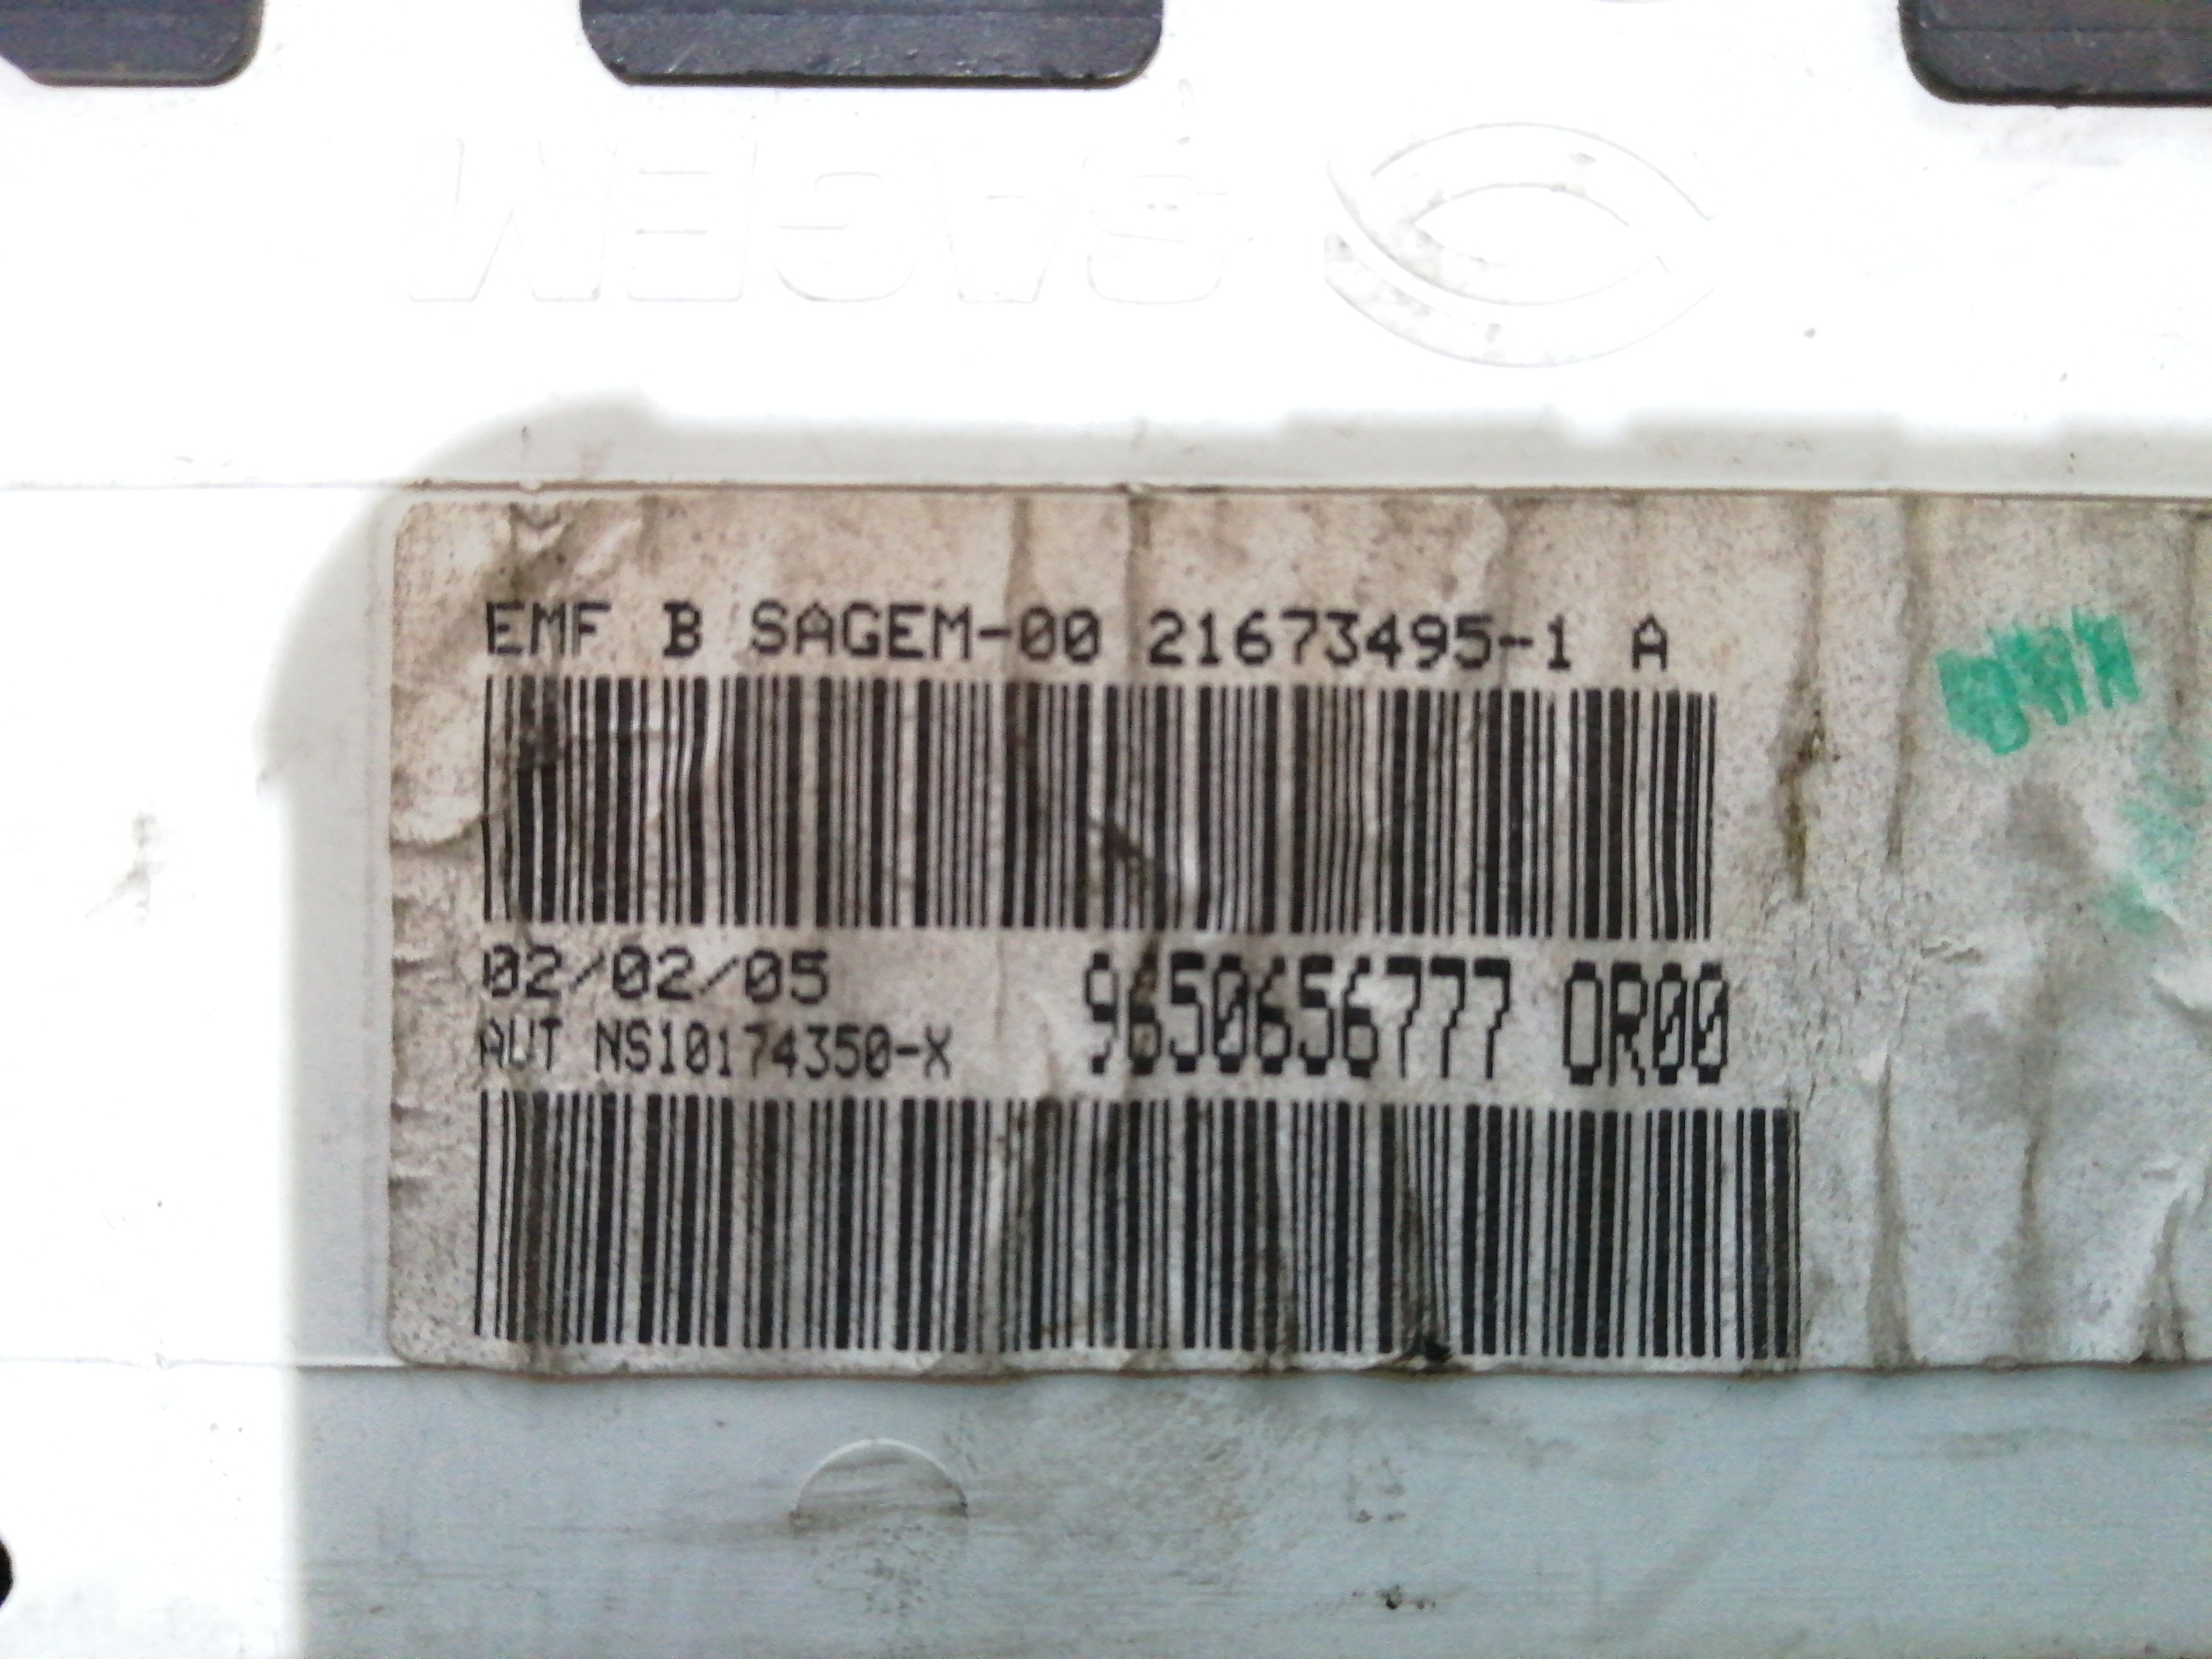 SAGEM
EMF B SAGEM-00 21673495-1 A
02/02/05
9650656777 0R00
AUT NS10174350-X